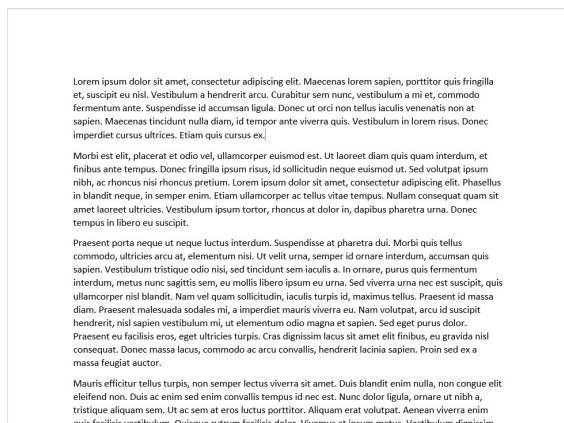 Lorem ipsum dolor sit amet, consectetur adipiscing elit. Maecenas lorem sapien, porttitor quis fringilla
et, suscipit eu nisl. Vestibulum a hendrerit arcu. Curabitur sem nunc, vestibulum a mi et, commodo
fermentum ante. Suspendisse id accumsan ligula. Donec ut orci non tellus iaculis venenatis non at
sapien. Maecenas tincidunt nulla diam, id tempor ante viverra quis. Vestibulum in lorem risus. Donec
imperdiet cursus ultrices. Etiam quis cursus ex.
Morbi est elit, placerat et odio vel, ullamcorper euismod est. Ut laoreet diam quis quam interdum, et
finibus ante tempus. Donec fringilla ipsum risus, id sollicitudin neque euismod ut. Sed volutpat ipsum
nibh, ac rhoncus nisi rhoncus pretium. Lorem ipsum dolor sit amet, consectetur adipiscing elit. Phasellus
in blandit neque, in semper enim. Etiam ullamcorper ac tellus vitae tempus. Nullam consequat quam sit
amet laoreet ultricies. Vestibulum ipsum tortor, rhoncus at dolor in, dapibus pharetra urna. Donec
tempus in libero eu suscipit.
Praesent porta neque ut neque luctus interdum. Suspendisse at pharetra dui. Morbi quis tellus
commodo, ultricies arcu at, elementum nisi. Ut velit urna, semper id ornare interdum, accumsan quis
sapien. Vestibulum tristique odio nisi, sed tincidunt sem iaculis a. In ornare, purus quis fermentum
interdum, metus nunc sagittis sem, eu mollis libero ipsum eu urna. Sed viverra urna nec est suscipit, quis
ullamcorper nisl blandit. Nam vel quam sollicitudin, iaculis turpis id, maximus tellus. Praesent id massa
diam. Praesent malesuada sodales mi, a imperdiet mauris viverra eu. Nam volutpat, arcu id suscipit
hendrerit, nisl sapien vestibulum mi, ut elementum odio magna et sapien. Sed eget purus dolor.
Praesent eu facilisis eros, eget ultricies turpis. Cras dignissim lacus sit amet elit finibus, eu gravida nisl
consequat. Donec massa lacus, commodo ac arcu convallis, hendrerit lacinia sapien. Proin sed ex a
massa feugiat auctor.
Mauris efficitur tellus turpis, non semper lectus viverra sit amet. Duis blandit enim nulla, non congue elit
eleifend non. Duis ac enim sed enim convallis tempus id nec est. Nunc dolor ligula, ornare ut nibh a,
tristique aliquam sem. Ut ac sem at eros luctus porttitor. Aliquam erat volutpat. Aenean viverra enim
quis facilisis vestibulum. Quisque rutrum facilisis dolor. Vivamus et ipsum metus. Vestibulum dignissim